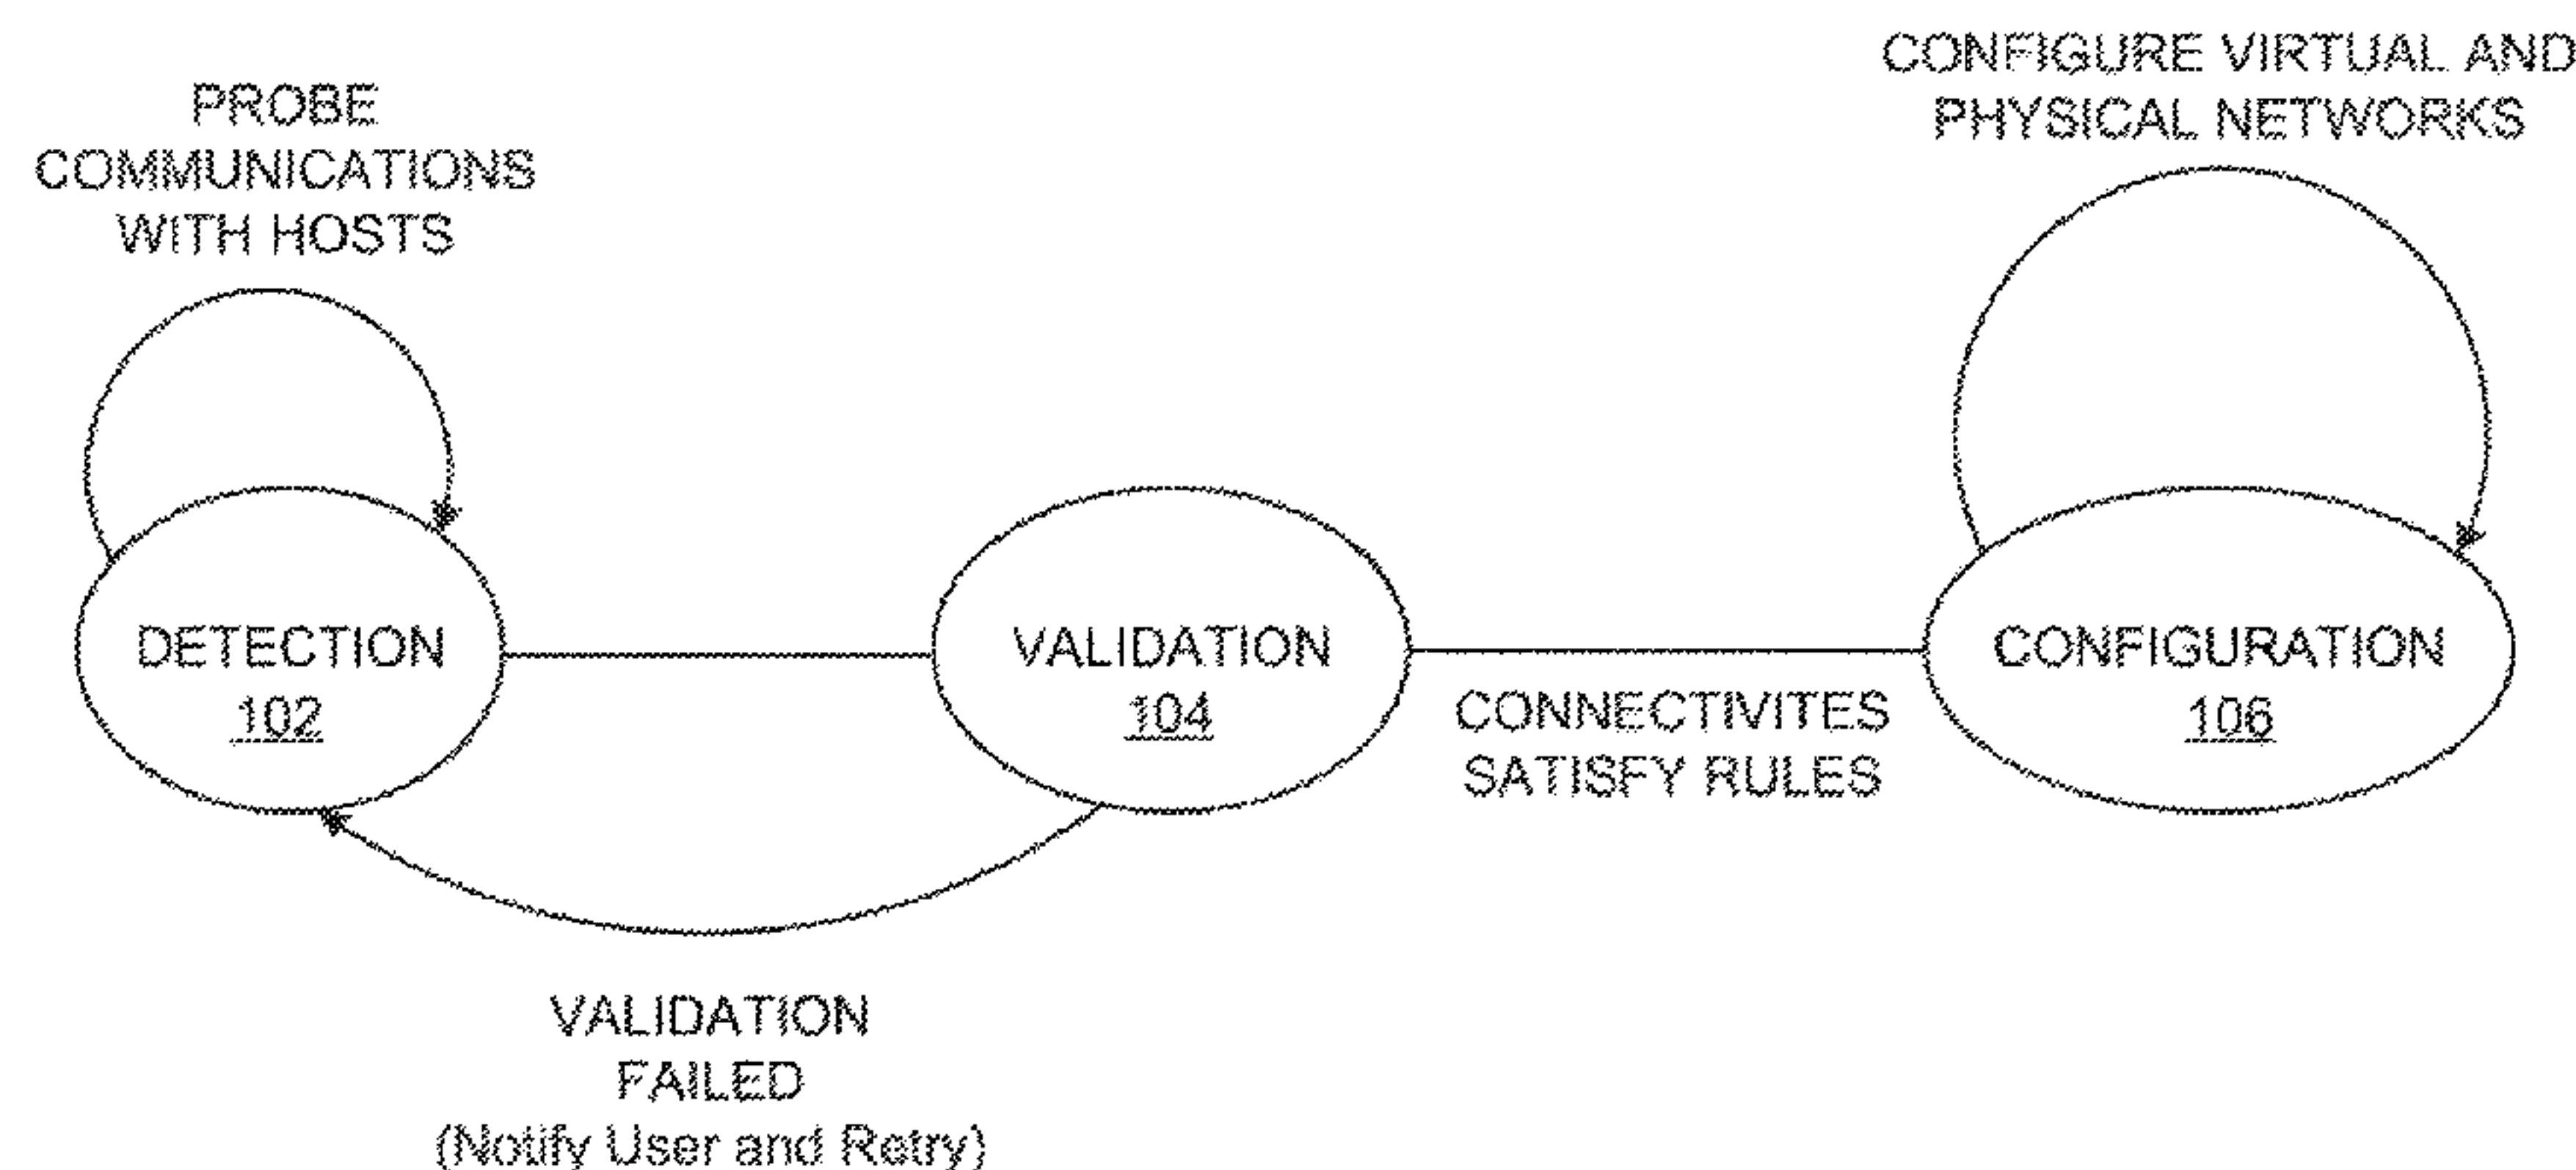 PROBE
COMMUNICATIONS
WITH HOSTS
CONFIGURE VIRTUAL AND
PHYSICAL NETWORKS
DETECTION
102
VALIDATION
104
CONNECTIVITES
SATISFY RULES
CONFIGURATION
106
VALIDATION
FAILED
(Notify User and Retry)